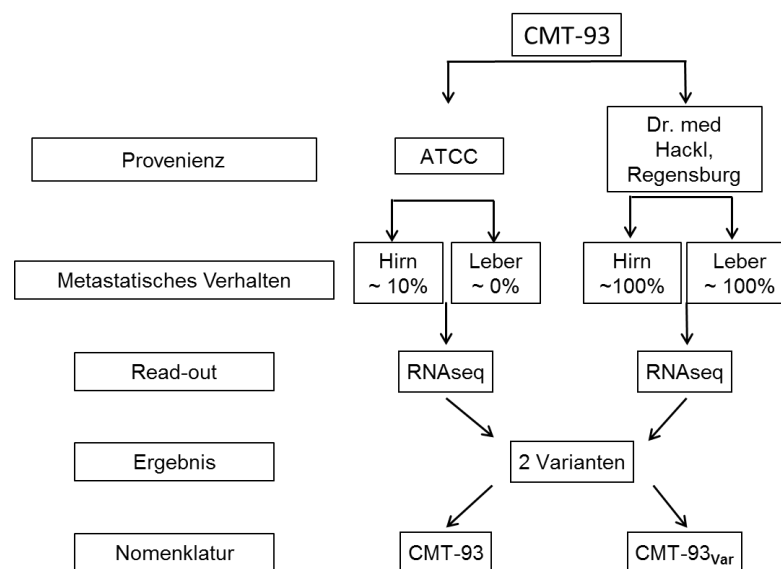 CMT-93
Provenienz
ATCC
Dr. med
Hackl,
Regensburg
Metastatisches Verhalten
Hirn
~ 10%
Leber
~ 0%
Hirn
~100%
Leber
~ 100%
Read-out
RNAseq
RNAseq
Ergebnis
2 Varianten
Nomenklatur
CMT-93
CMT-93Var